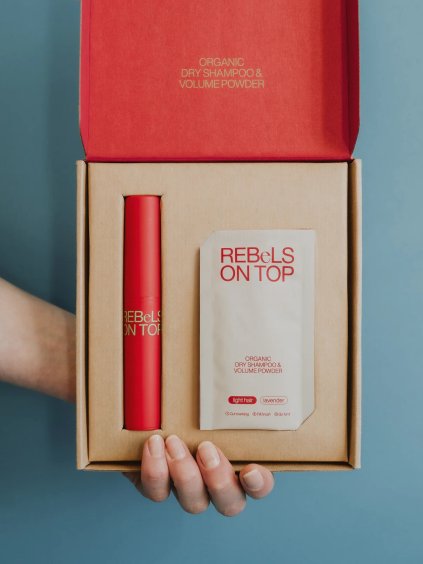 ORGANIC
DRY SHAMPOO &
VOLUME POWDER
REBeLS
ON TOP
REBeLS
ON TOP
ORGANIC
DRY SHAMPOO &
VOLUME POWDER
light hair lavender